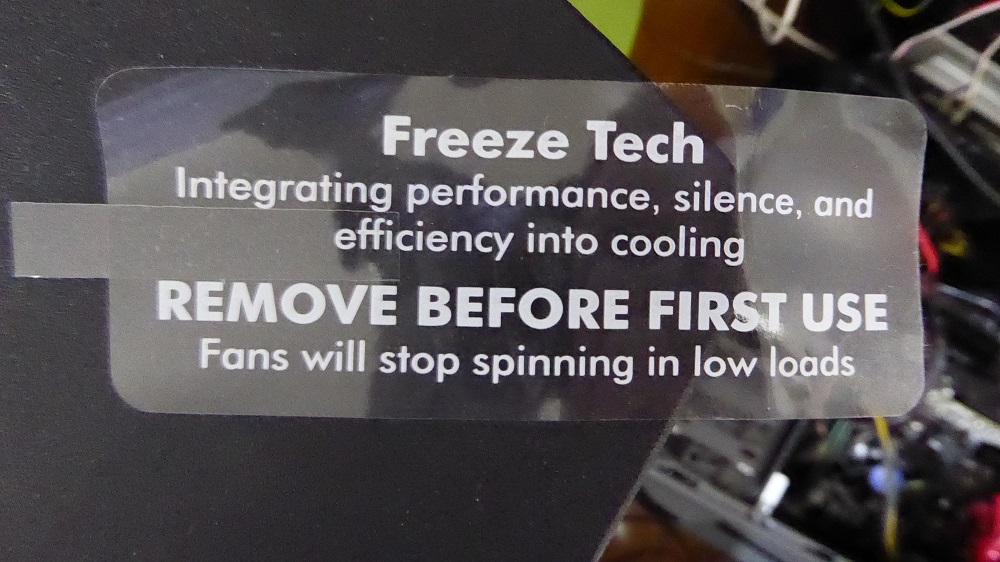 Freeze Tech
Integrating performance, silence, and
efficiency into cooling
REMOVE BEFORE FIRST USE
Fans will stop spinning in low loads